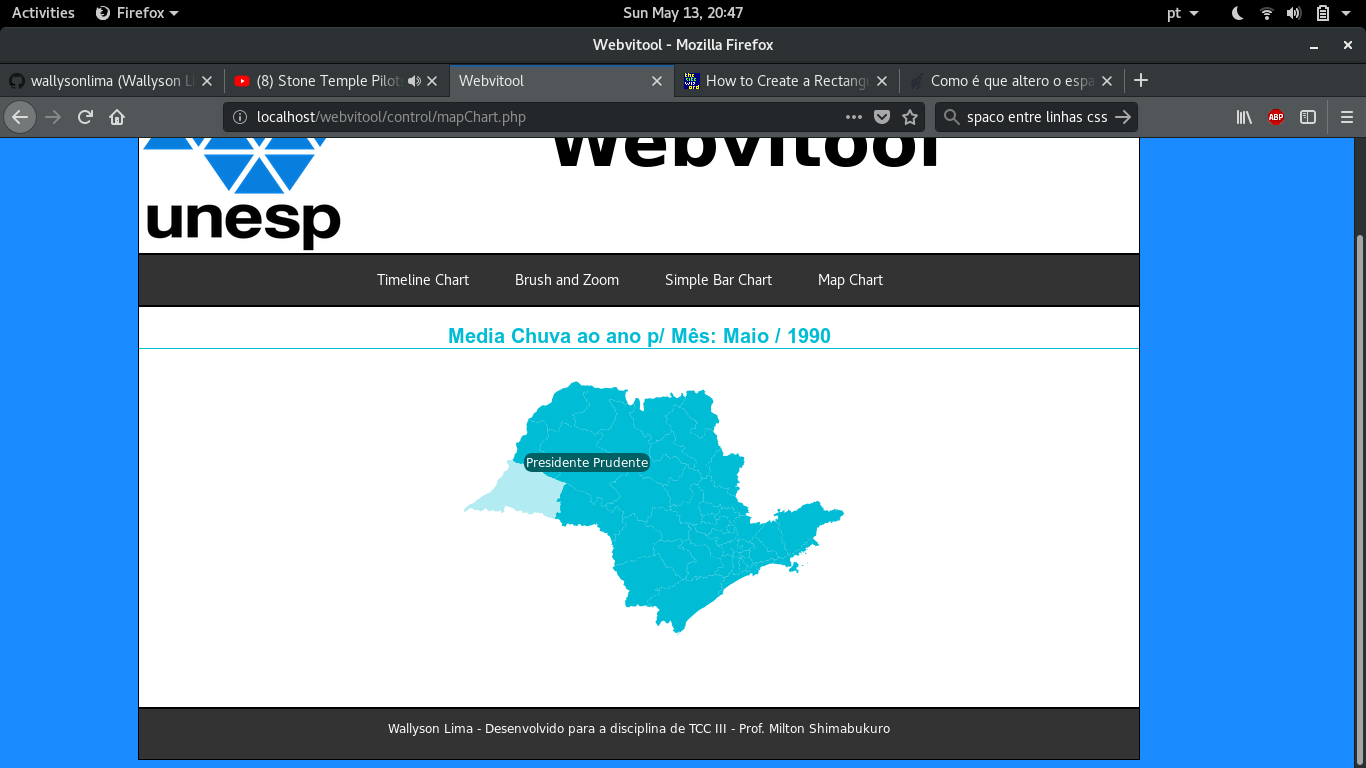 Activities Firefox Sun May 13, 20:47 pt
Webvitool - Mozilla Firefox
wallysonlima (Wallyson Li (8) Stone Temple Pilots Webvitool How to Create a Rectangu Como é que altero o espa
localhost/webvitool/control/mapChart.php spaco entre linhas css
ABP
Webvitool
unesp
Timeline Chart Brush and Zoom Simple Bar Chart Map Chart
Media Chuva ao ano p/ Mês: Maio / 1990
Presidente Prudente
Wallyson Lima - Desenvolvido para a disciplina de TCC III - Prof. Milton Shimabukuro